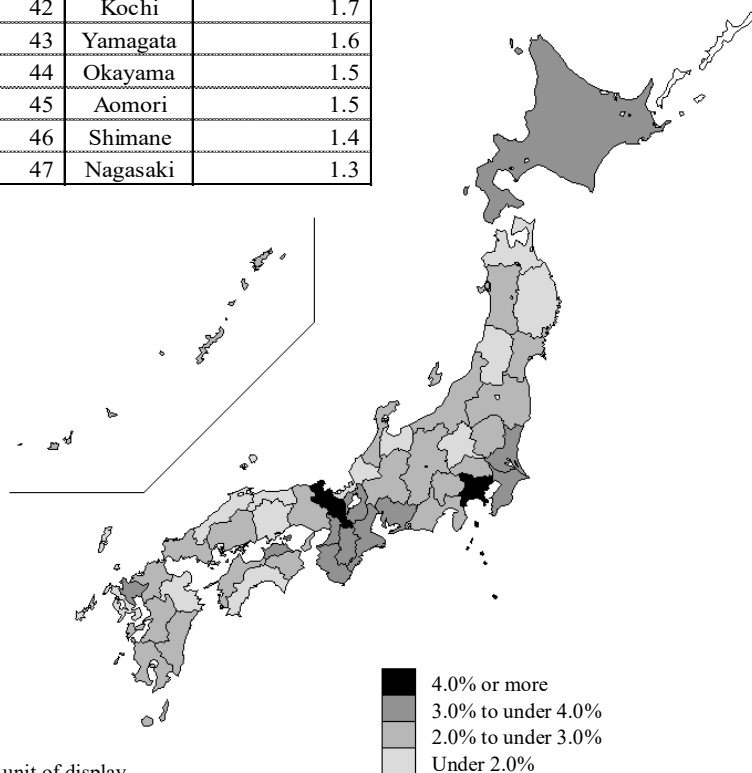 42 Kochi 1.7
43 Yamagata 1.6
44 Okayama 1.5
45 Aomori 1.5
46 Shimane 1.4
47 Nagasaki 1.3
4.0% or more
3.0% to under 4.0%
2.0% to under 3.0%
Under 2.0%
unit of display